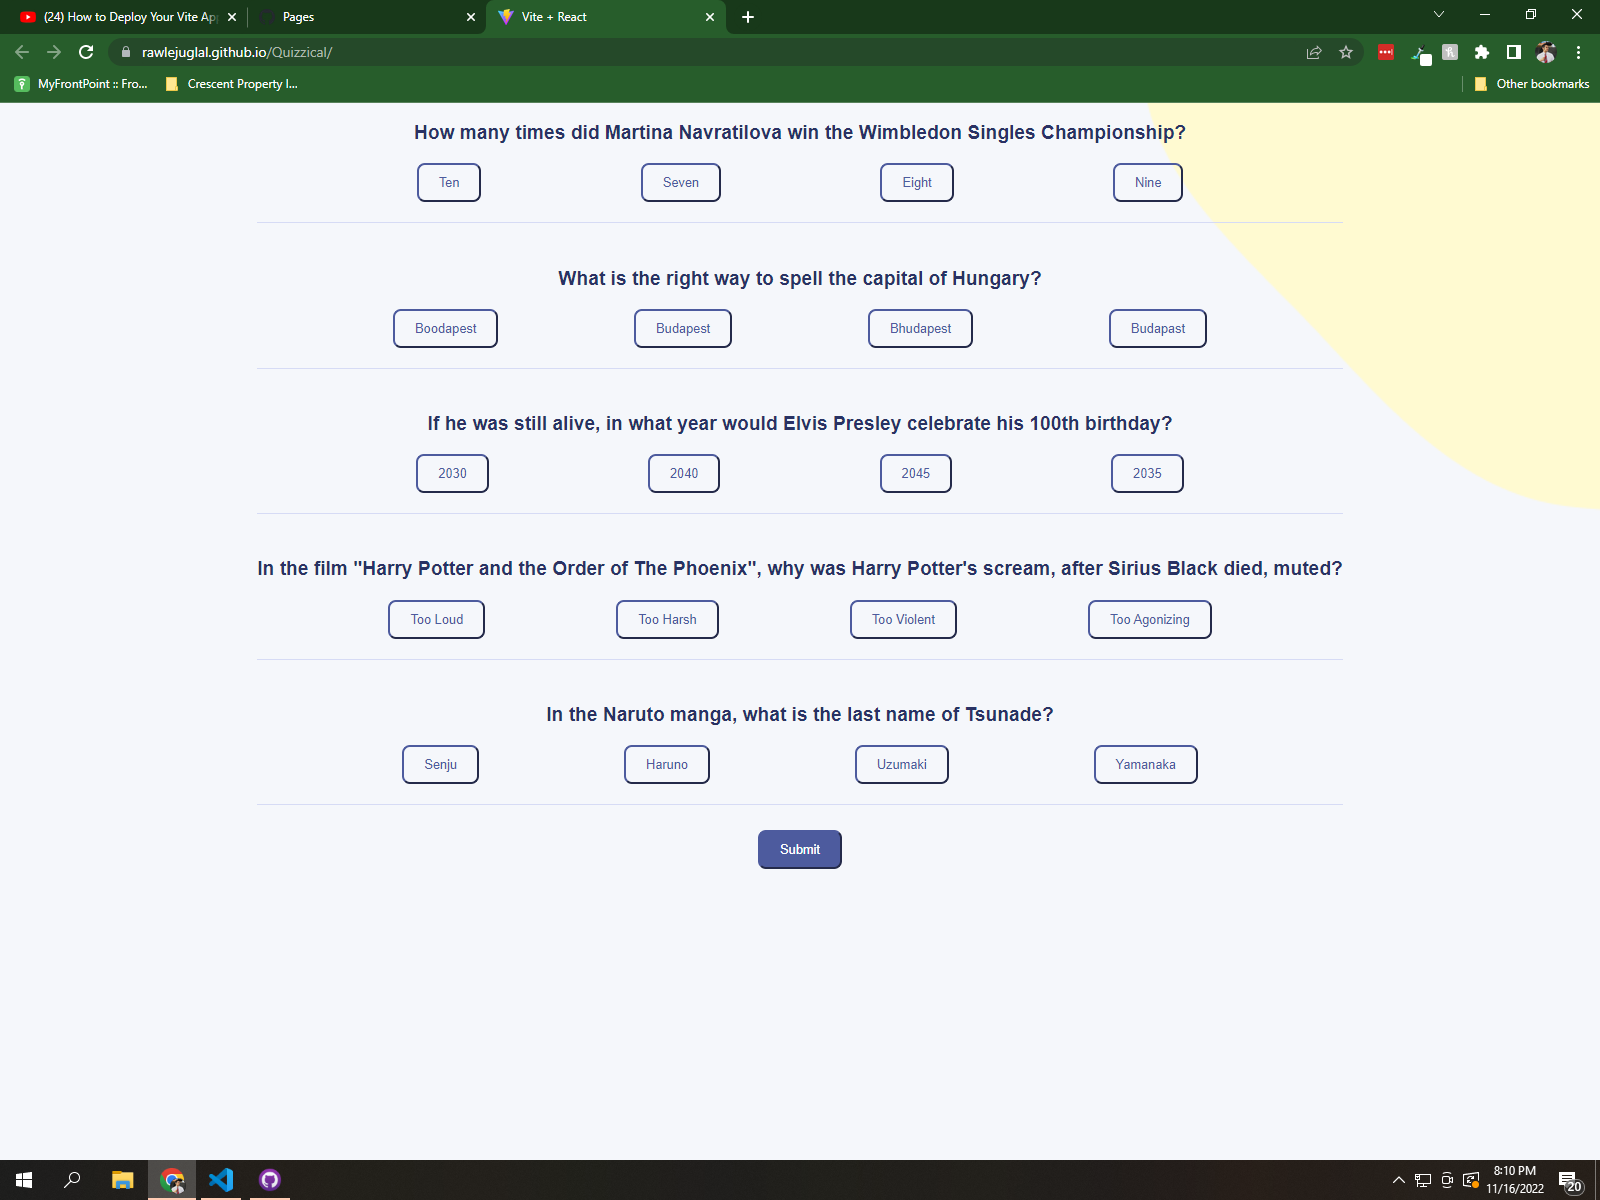 (24) How to Deploy Your Vite Ap
Pages
Vite + React
rawlejuglal.github.io/Quizzical/
MyFrontPoint :: Fro...
Crescent Property I...
Other bookmarks
How many times did Martina Navratilova win the Wimbledon Singles Championship?
Ten Seven Eight Nine
What is the right way to spell the capital of Hungary?
Boodapest Budapest Bhudapest Budapast
If he was still alive, in what year would Elvis Presley celebrate his 100th birthday?
2030 2040 2045 2035
In the film "Harry Potter and the Order of The Phoenix", why was Harry Potter's scream, after Sirius Black died, muted?
Too Loud Too Harsh Too Violent Too Agonizing
In the Naruto manga, what is the last name of Tsunade?
Senju Haruno Uzumaki Yamanaka
Submit
8:10 PM
11/16/2022
20